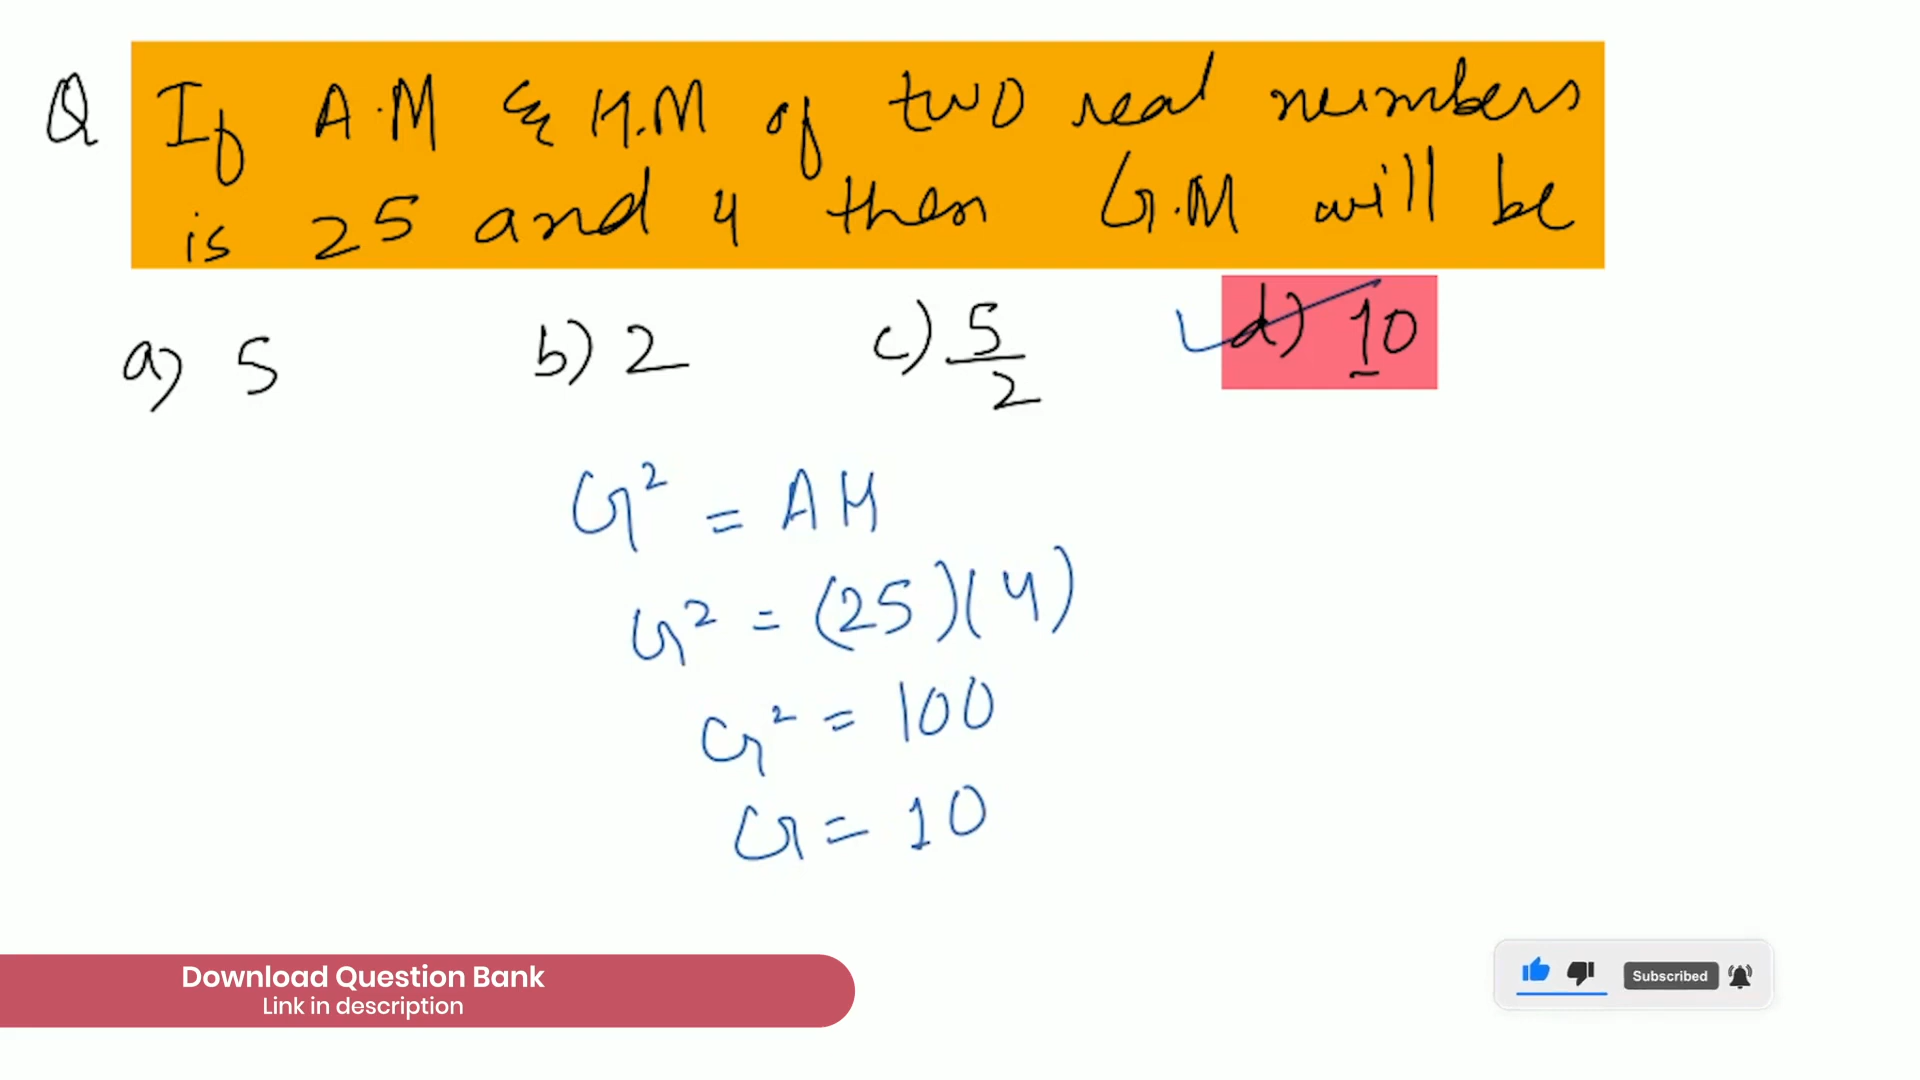 Q If A.M & H.M of two real numbers
is 25 and 4 then G.M will be
a) 5 b) 2 c) 5/2 d) 10
G² = AH
G² = (25)(4)
G² = 100
G = 10
Download Question Bank
Link in description
Subscribed